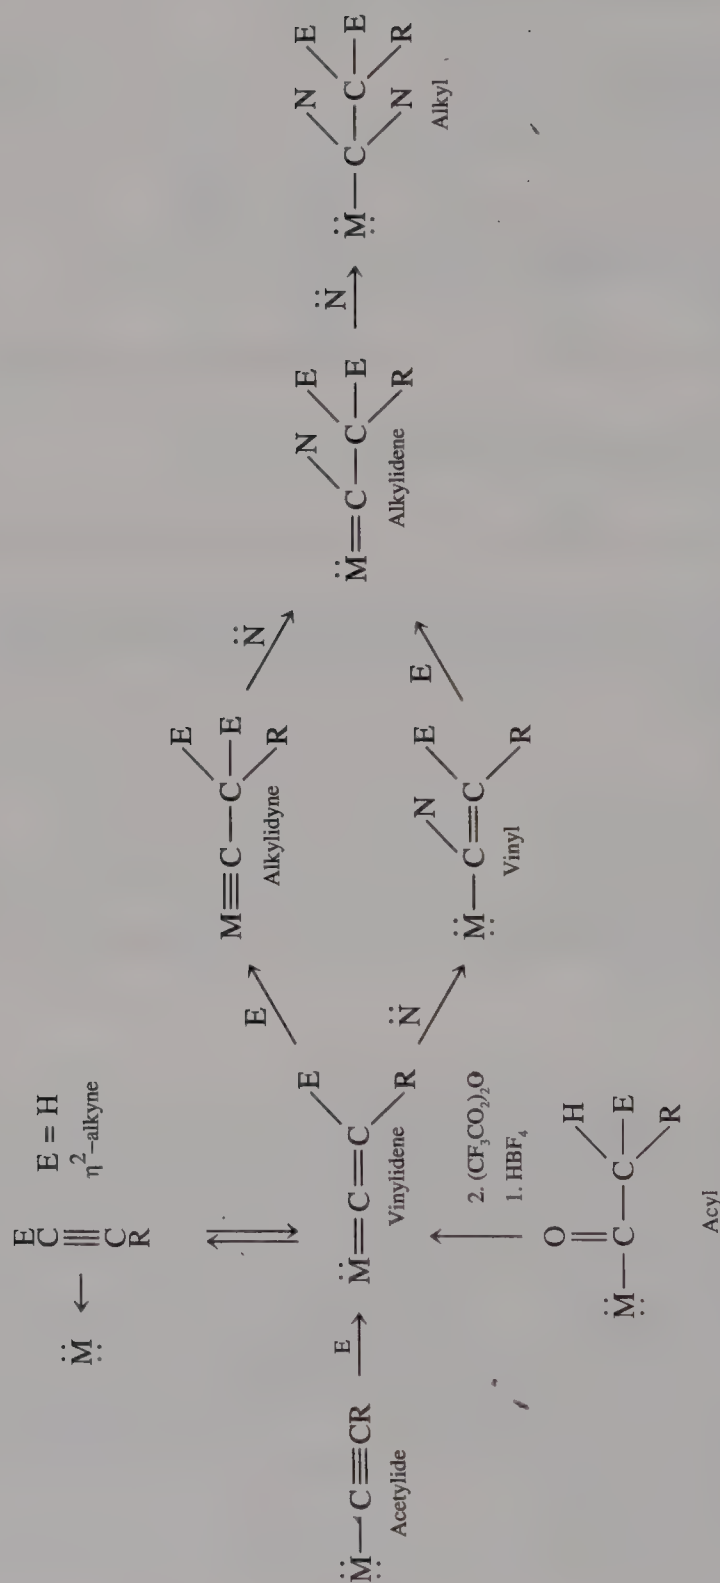 M̈—C≡CR
Acetylide
E
M̈ ←
E
C
≡
C
R
E = H
η²–alkyne
M̈=C=C
E
R
Vinylidene
2. (CF₃CO₂)₂O
1. HBF₄
O
M̈—C—C—E
H
R
Acyl
E
M≡C—C—E
E
R
Alkylidyne
N̈
N̈
M̈—C=C
N
E
R
Vinyl
E
M̈=C—C—E
N
E
R
Alkylidene
N̈
M̈—C—C—E
N
E
N
R
Alkyl